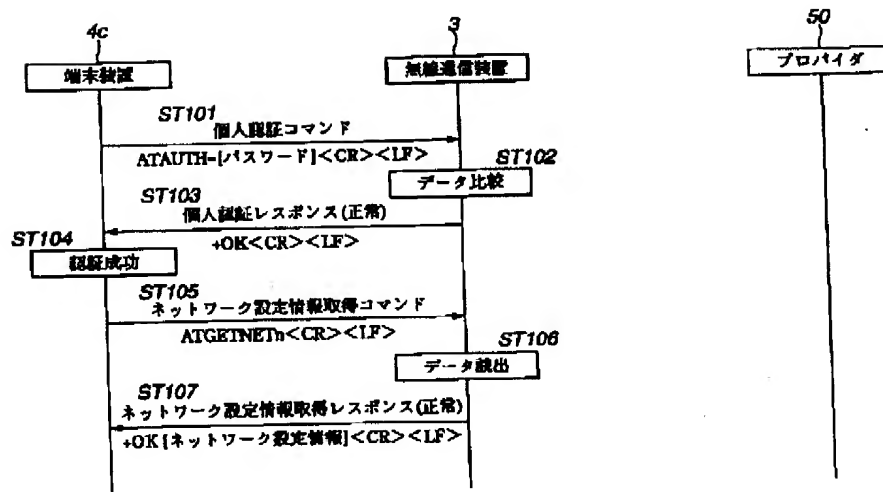 4c
3
50
端末装置
無線通信装置
プロバイダ
ST101
個人認証コマンド
ATAUTH=[パスワード]<CR><LF>
ST102
データ比較
ST103
個人認証レスポンス(正常)
+OK<CR><LF>
ST104
認証成功
ST105
ネットワーク設定情報取得コマンド
ATGETNETn<CR><LF>
ST106
データ読出
ST107
ネットワーク設定情報取得レスポンス(正常)
+OK [ネットワーク設定情報]<CR><LF>